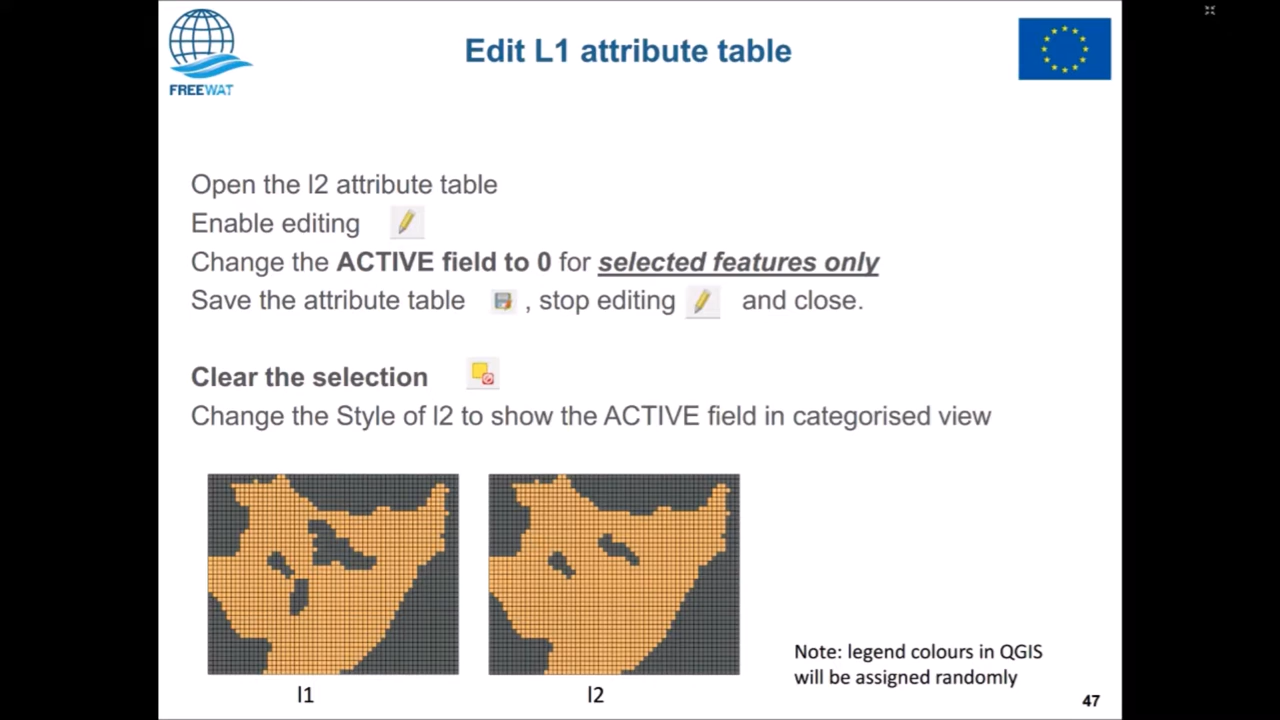 FREEWAT
Edit L1 attribute table
Open the l2 attribute table
Enable editing
Change the ACTIVE field to 0 for selected features only
Save the attribute table , stop editing and close.
Clear the selection
Change the Style of l2 to show the ACTIVE field in categorised view
l1
l2
Note: legend colours in QGIS
will be assigned randomly
47